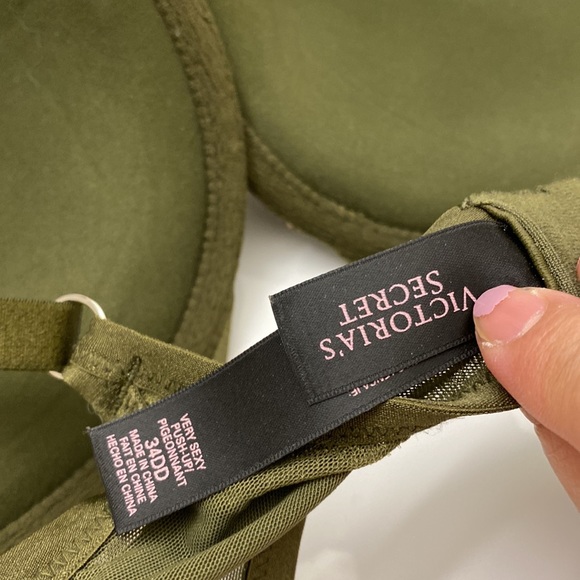 VICTORIA'S
SECRET
VERY SEXY
PUSH-UP/
PIGEONNANT
34DD
MADE IN CHINA
FAIT EN CHINE
HECHO EN CHINA